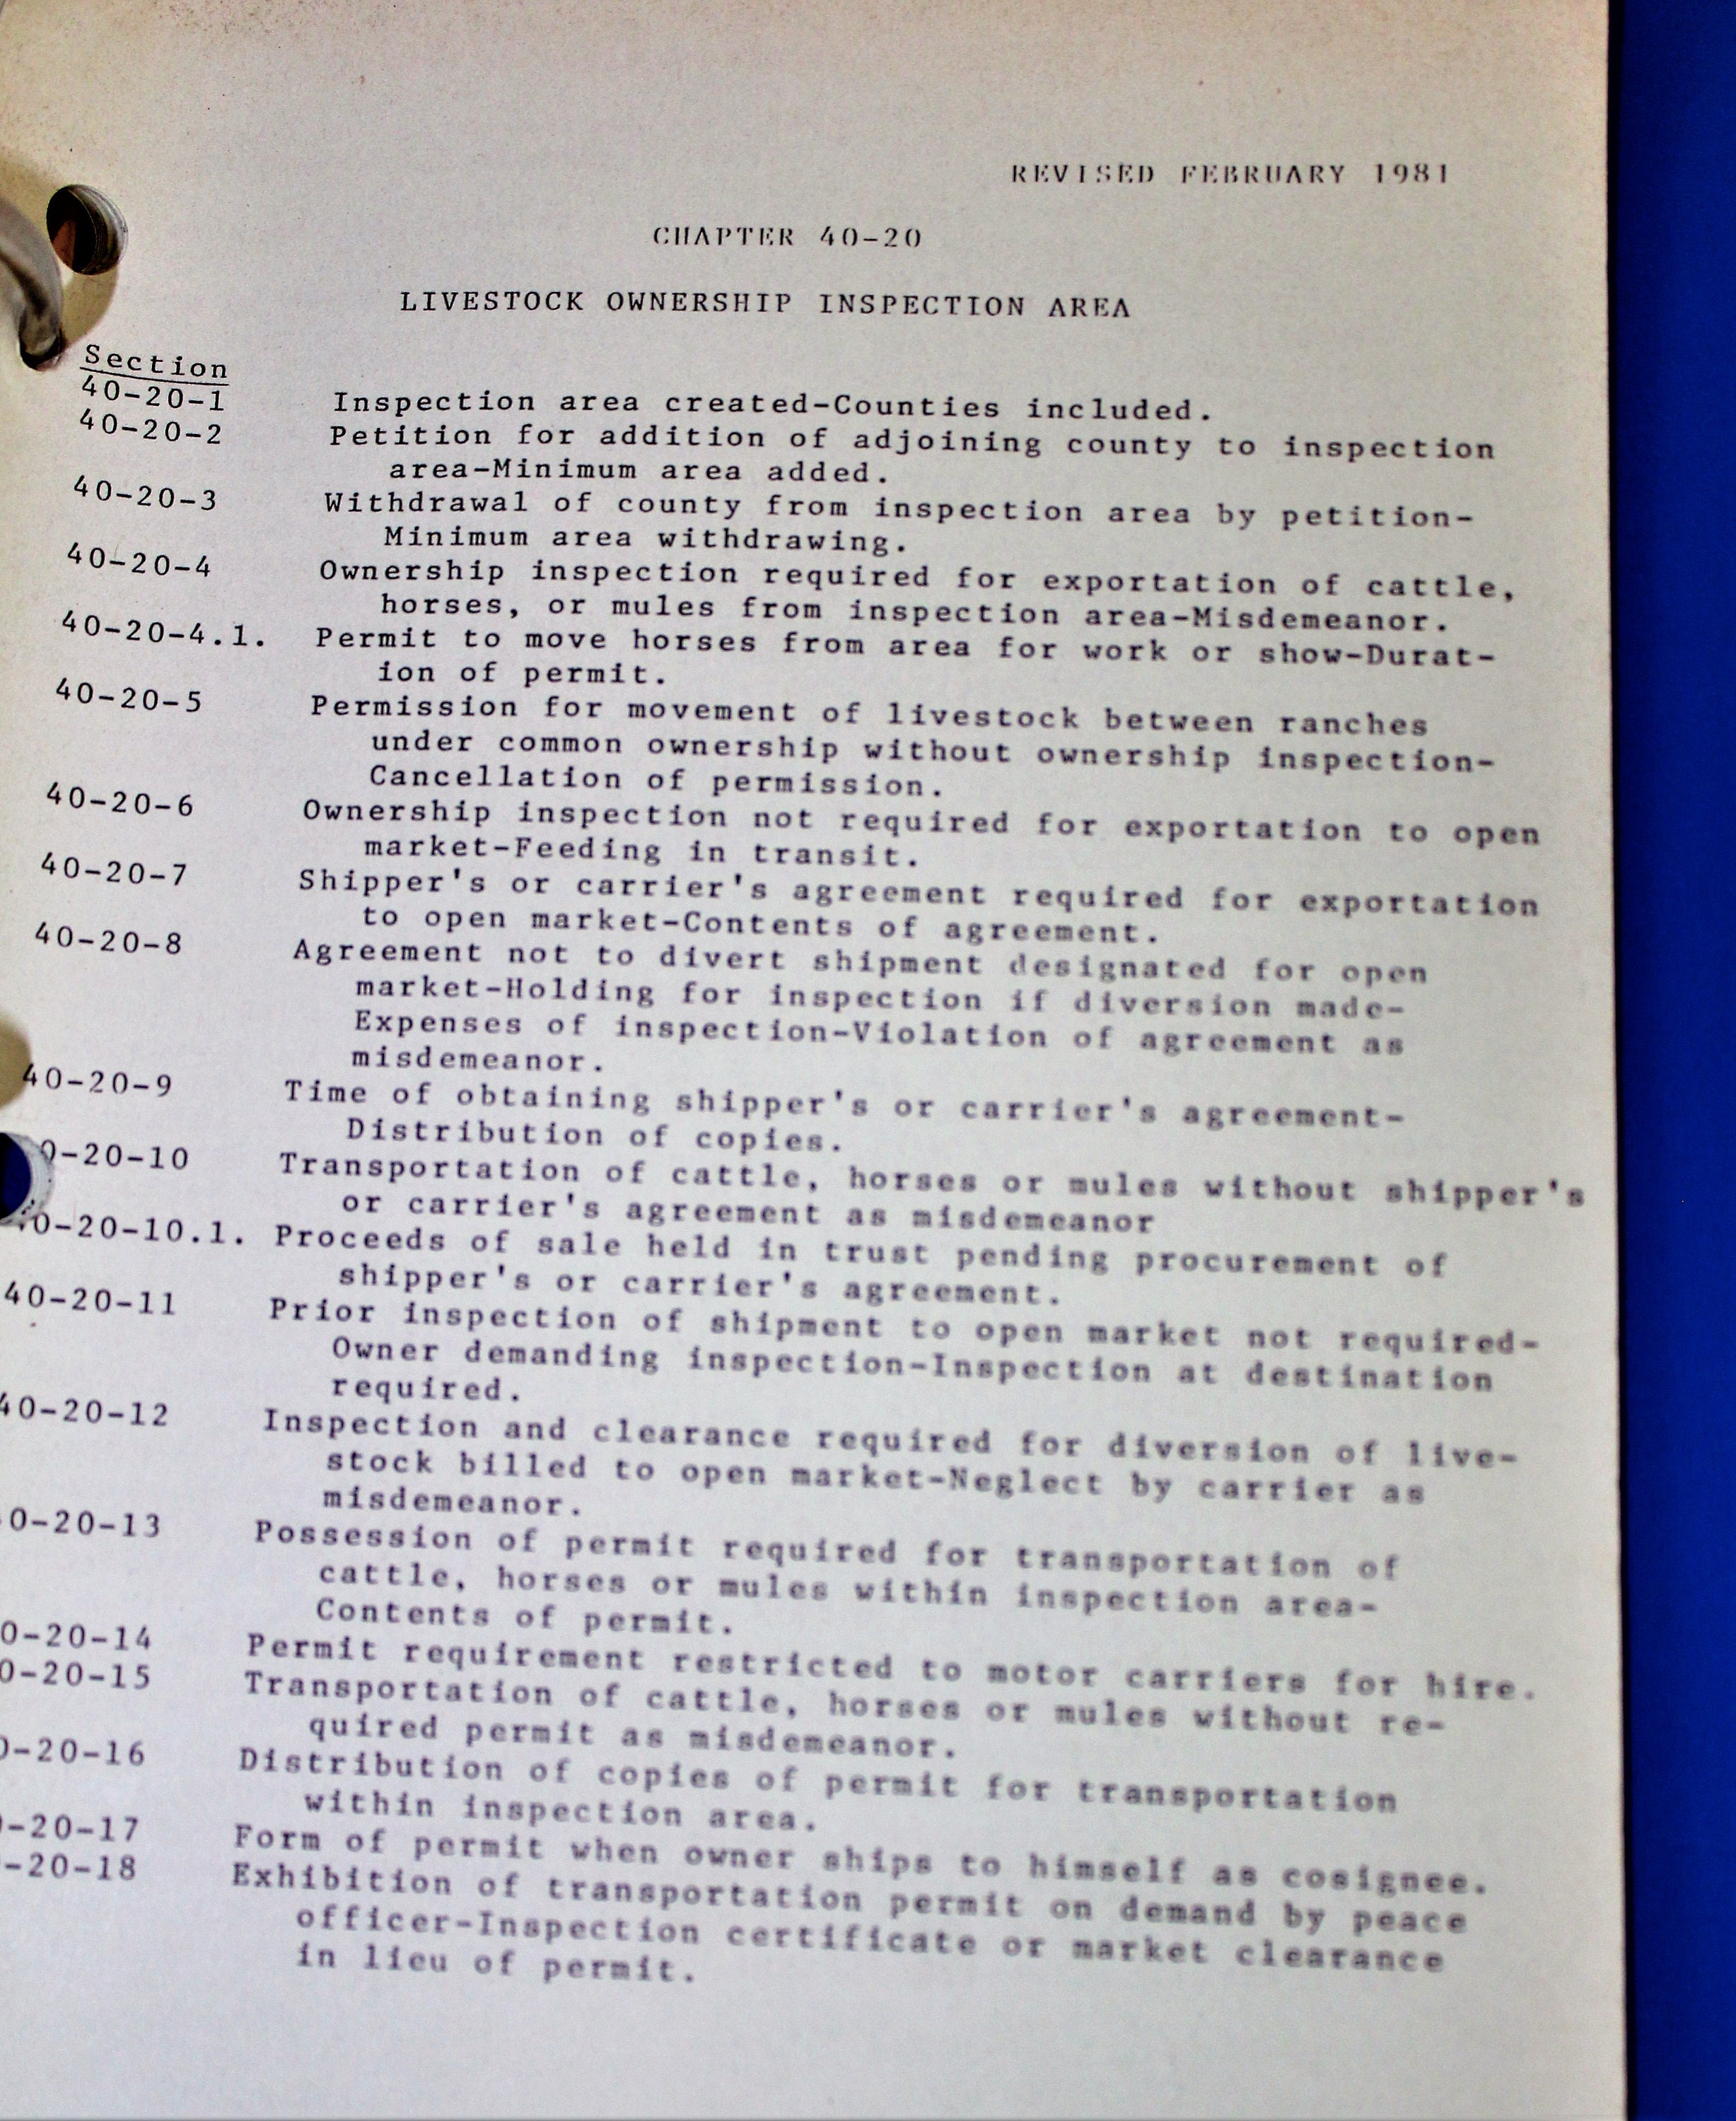 REVISED FEBRUARY 1981
CHAPTER 40-20
LIVESTOCK OWNERSHIP INSPECTION AREA
Section
40-20-1 Inspection area created-Counties included.
40-20-2 Petition for addition of adjoining county to inspection
area-Minimum area added.
40-20-3 Withdrawal of county from inspection area by petition-
Minimum area withdrawing.
40-20-4 Ownership inspection required for exportation of cattle,
horses, or mules from inspection area-Misdemeanor.
40-20-4.1. Permit to move horses from area for work or show-Durat-
ion of permit.
40-20-5 Permission for movement of livestock between ranches
under common ownership without ownership inspection-
Cancellation of permission.
40-20-6 Ownership inspection not required for exportation to open
market-Feeding in transit.
40-20-7 Shipper's or carrier's agreement required for exportation
to open market-Contents of agreement.
40-20-8 Agreement not to divert shipment designated for open
market-Holding for inspection if diversion made-
Expenses of inspection-Violation of agreement as
misdemeanor.
40-20-9 Time of obtaining shipper's or carrier's agreement-
Distribution of copies.
0-20-10 Transportation of cattle, horses or mules without shipper's
or carrier's agreement as misdemeanor
40-20-10.1. Proceeds of sale held in trust pending procurement of
shipper's or carrier's agreement.
40-20-11 Prior inspection of shipment to open market not required-
Owner demanding inspection-Inspection at destination
required.
40-20-12 Inspection and clearance required for diversion of live-
stock billed to open market-Neglect by carrier as
misdemeanor.
0-20-13 Possession of permit required for transportation of
cattle, horses or mules within inspection area-
Contents of permit.
0-20-14 Permit requirement restricted to motor carriers for hire.
0-20-15 Transportation of cattle, horses or mules without re-
quired permit as misdemeanor.
0-20-16 Distribution of copies of permit for transportation
within inspection area.
-20-17 Form of permit when owner ships to himself as cosignee.
-20-18 Exhibition of transportation permit on demand by peace
officer-Inspection certificate or market clearance
in lieu of permit.